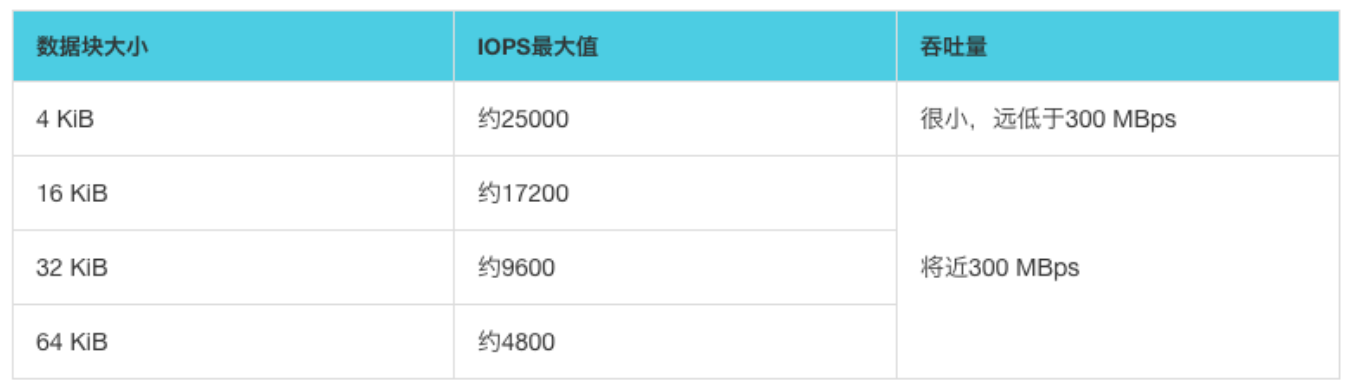 数据块大小 IOPS最大值 吞吐量
4 KiB 约25000 很小，远低于300 MBps
16 KiB 约17200
32 KiB 约9600 将近300 MBps
64 KiB 约4800